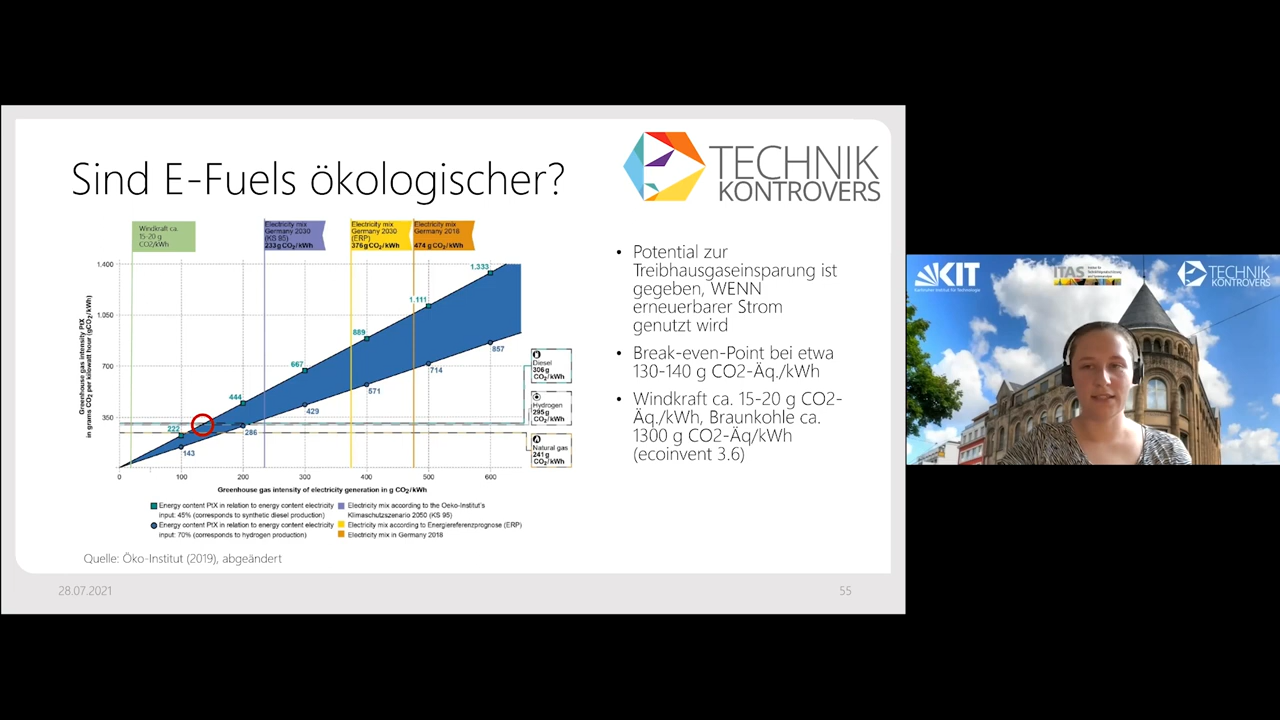 Sind E-Fuels ökologischer?
TECHNIK
KONTROVERS
Windkraft ca.
15-20 g
CO2/kWh
Electricity mix
Germany 2030
(KS 95)
233 g CO2/kWh
Electricity mix
Germany 2030
(ERP)
376 g CO2/kWh
Electricity mix
Germany 2018
474 g CO2/kWh
Greenhouse gas intensity PtX
in grams CO2 per kilowatt hour (gCO2/kWh)
1.400
1.050
700
350
0
100
200
300
400
500
600
222
444
667
889
1.111
1.333
143
286
429
571
714
857
Diesel
306 g
CO2/kWh
Hydrogen
295 g
CO2/kWh
Natural gas
241 g
CO2/kWh
Greenhouse gas intensity of electricity generation in g CO2/kWh
Energy content PtX in relation to energy content electricity
input: 45% (corresponds to synthetic diesel production)
Energy content PtX in relation to energy content electricity
input: 70% (corresponds to hydrogen production)
Electricity mix according to the Oeko-Institut's
Klimaschutzszenario 2050 (KS 95)
Electricity mix according to Energiereferenzprognose (ERP)
Electricity mix in Germany 2018
Quelle: Öko-Institut (2019), abgeändert
• Potential zur
Treibhausgaseinsparung ist
gegeben, WENN
erneuerbarer Strom
genutzt wird
• Break-even-Point bei etwa
130-140 g CO2-Äq./kWh
• Windkraft ca. 15-20 g CO2-
Äq./kWh, Braunkohle ca.
1300 g CO2-Äq/kWh
(ecoinvent 3.6)
28.07.2021
55
KIT
Karlsruher Institut für Technologie
ITAS
TECHNIK
KONTROVERS